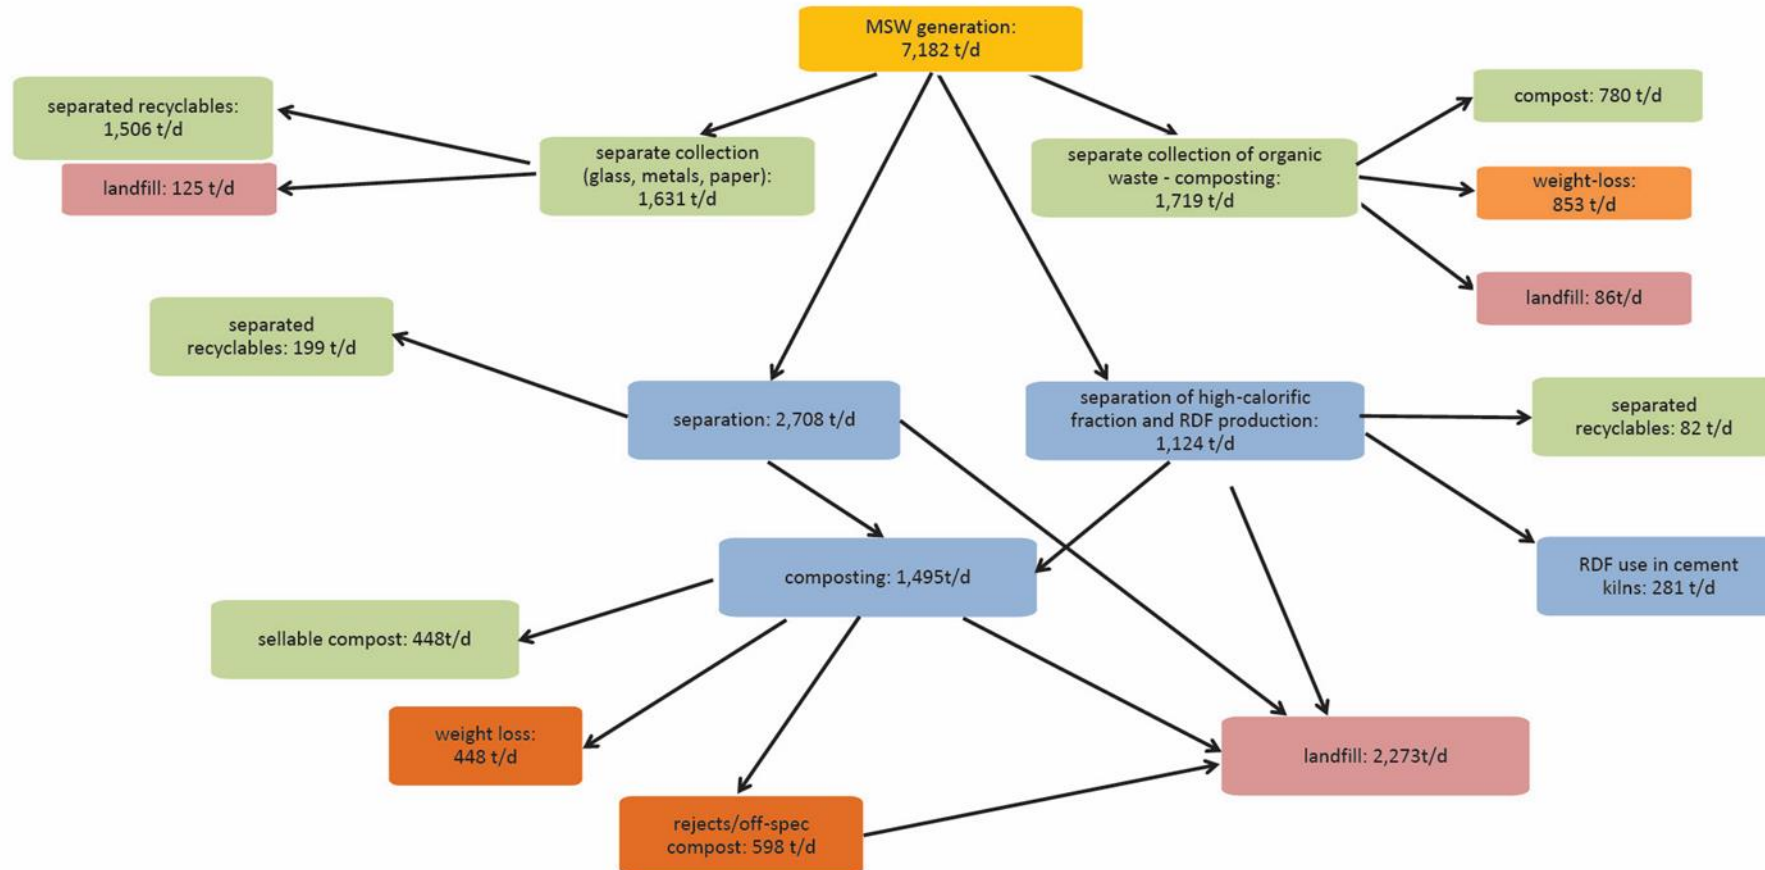 MSW generation:
7,182 t/d
separated recyclables:
1,506 t/d
landfill: 125 t/d
separate collection
(glass, metals, paper):
1,631 t/d
separate collection of organic
waste - composting:
1,719 t/d
compost: 780 t/d
weight-loss:
853 t/d
landfill: 86t/d
separated
recyclables: 199 t/d
separation: 2,708 t/d
separation of high-calorific
fraction and RDF production:
1,124 t/d
separated
recyclables: 82 t/d
composting: 1,495t/d
RDF use in cement
kilns: 281 t/d
sellable compost: 448t/d
weight loss:
448 t/d
rejects/off-spec
compost: 598 t/d
landfill: 2,273t/d